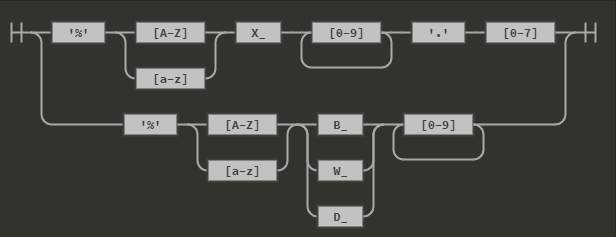 '%' [A-Z] X_ [0-9] '.' [0-7]
[a-z]
'%' [A-Z] B_ [0-9]
[a-z] W_
D_